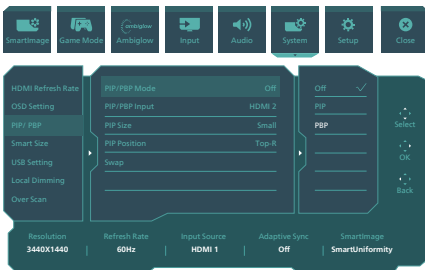 ambiglow
SmartImage Game Mode Ambiglow Input Audio System Setup Close
HDMI Refresh Rate PIP/PBP Mode Off Off
OSD Setting PIP/PBP Input HDMI 2 PIP
PIP/ PBP PIP Size Small PBP Select
Smart Size PIP Position Top-R
USB Setting Swap OK
Local Dimming
Back
Over Scan
Resolution Refresh Rate Input Source Adaptive Sync SmartImage
3440X1440 60Hz HDMI 1 Off SmartUniformity